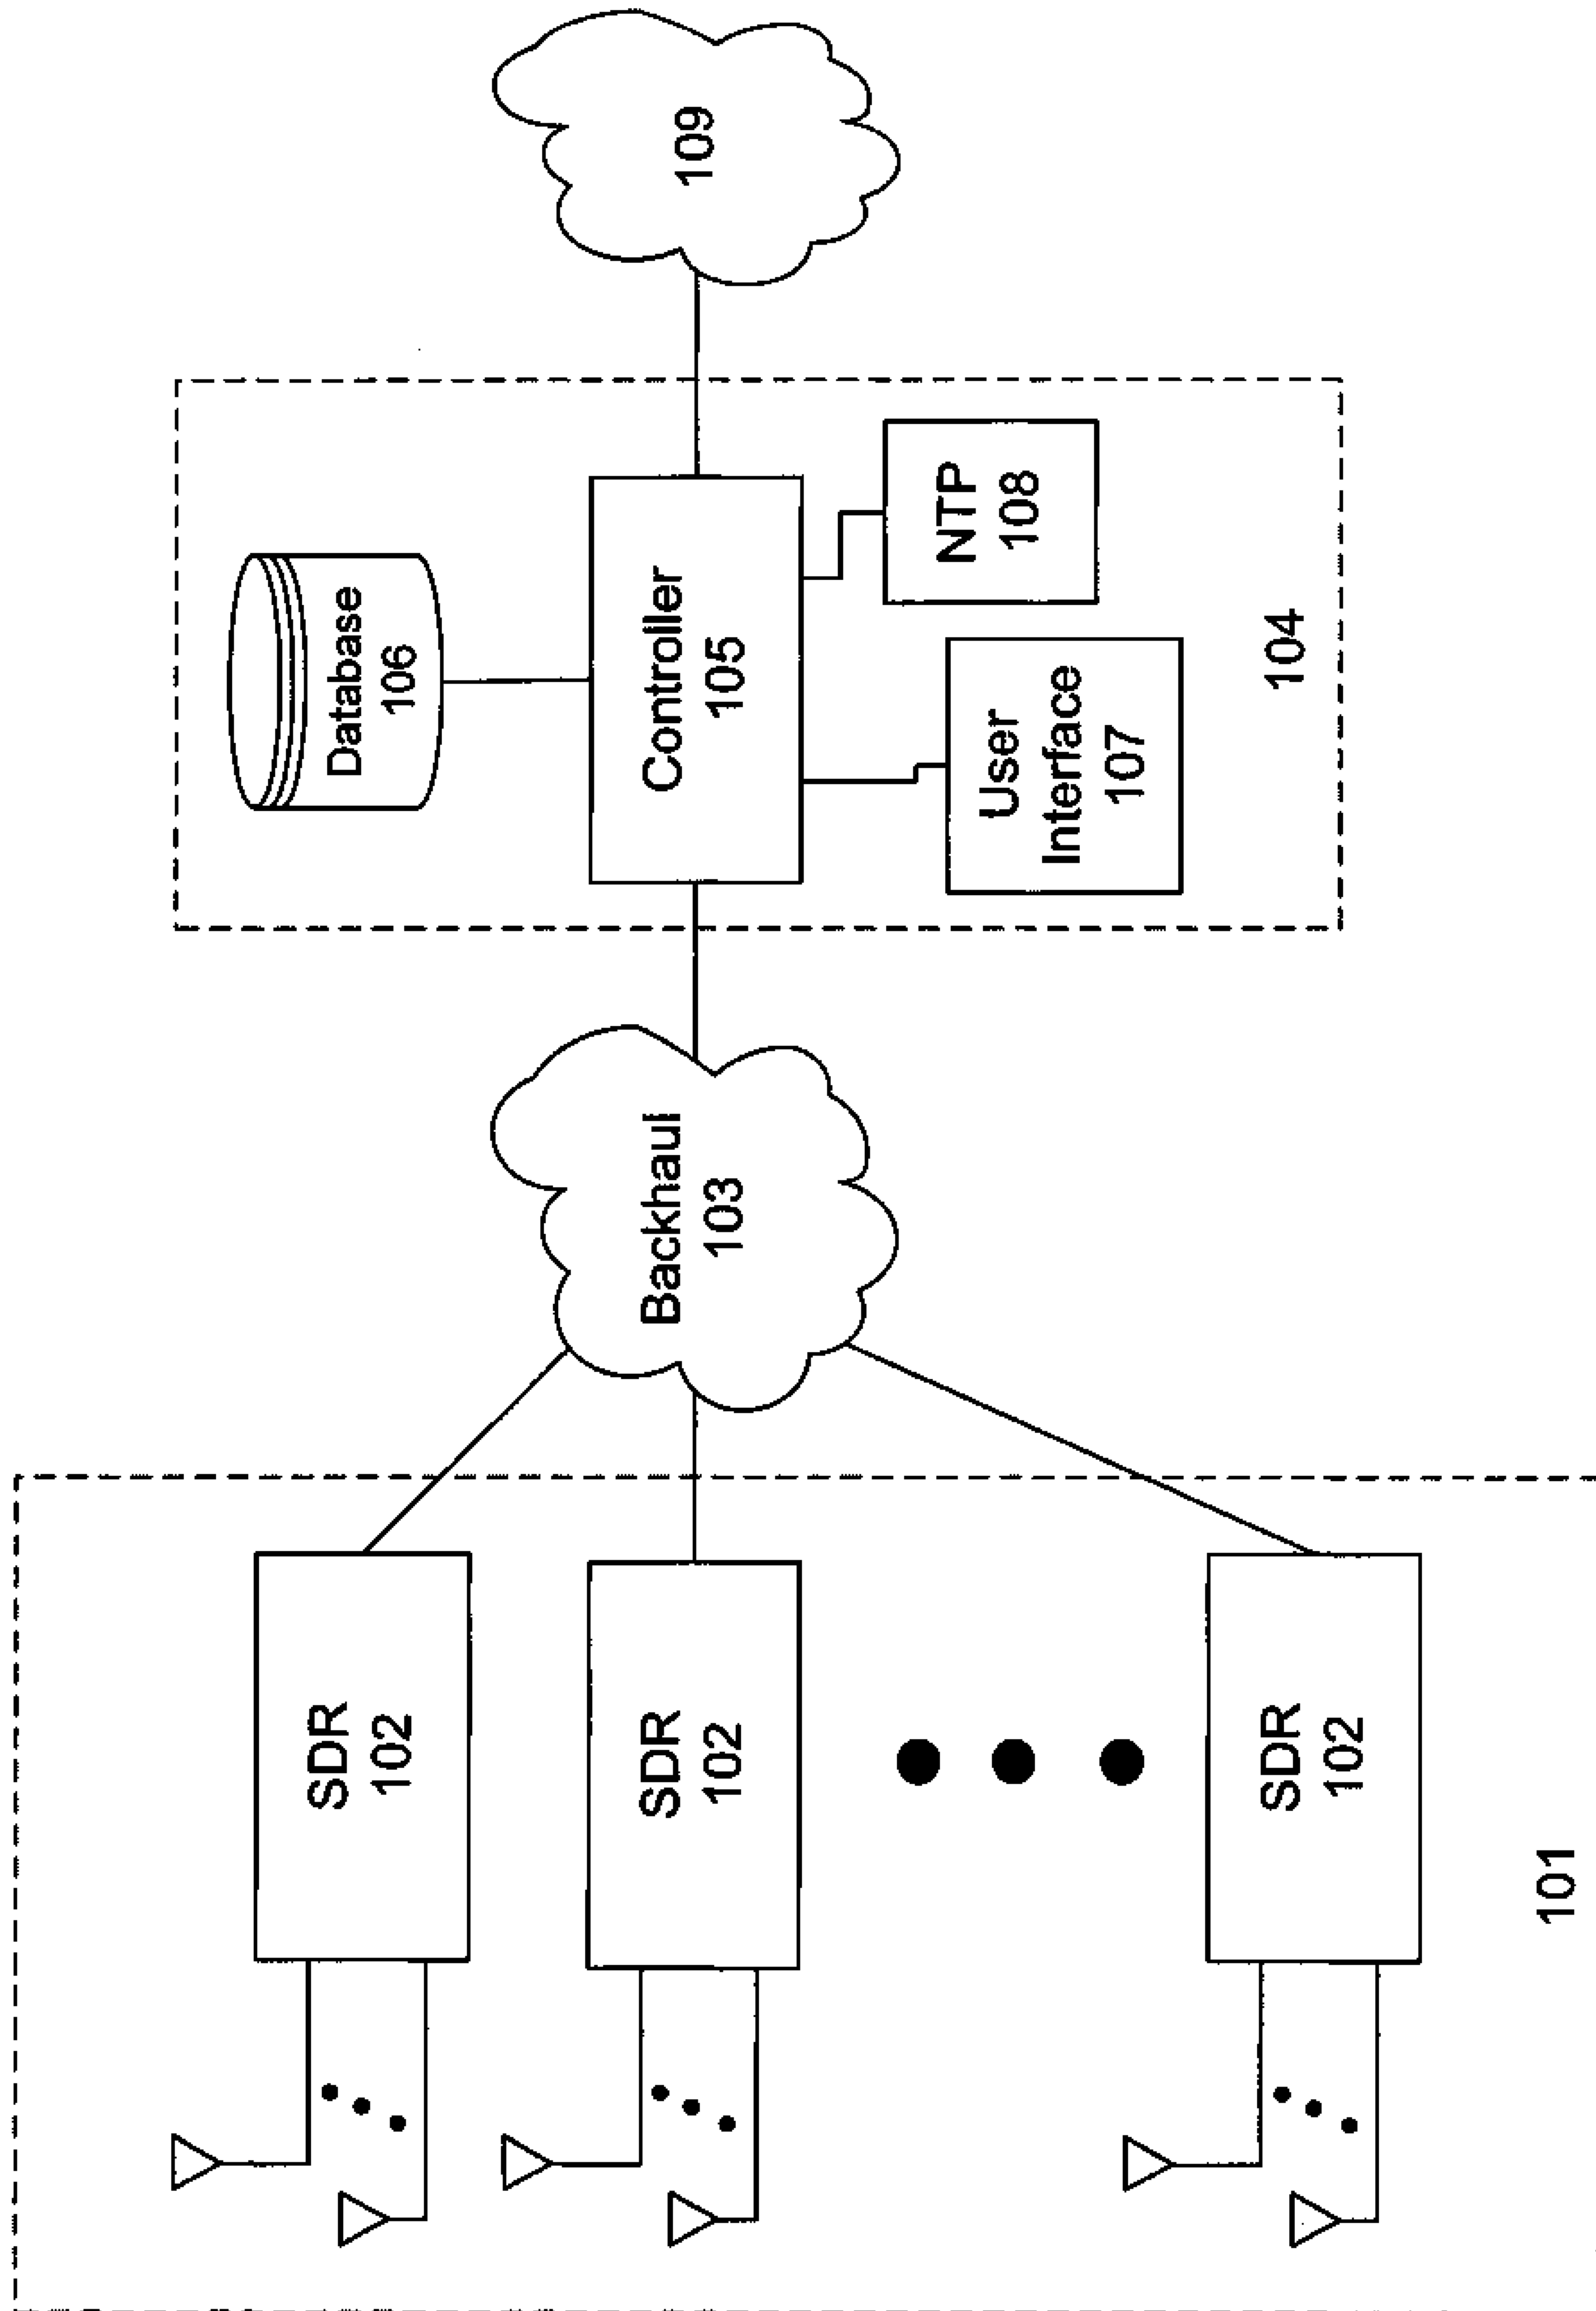 SDR
102
SDR
102
SDR
102
101
Backhaul
103
Database
106
Controller
105
User
Interface
107
NTP
108
104
109